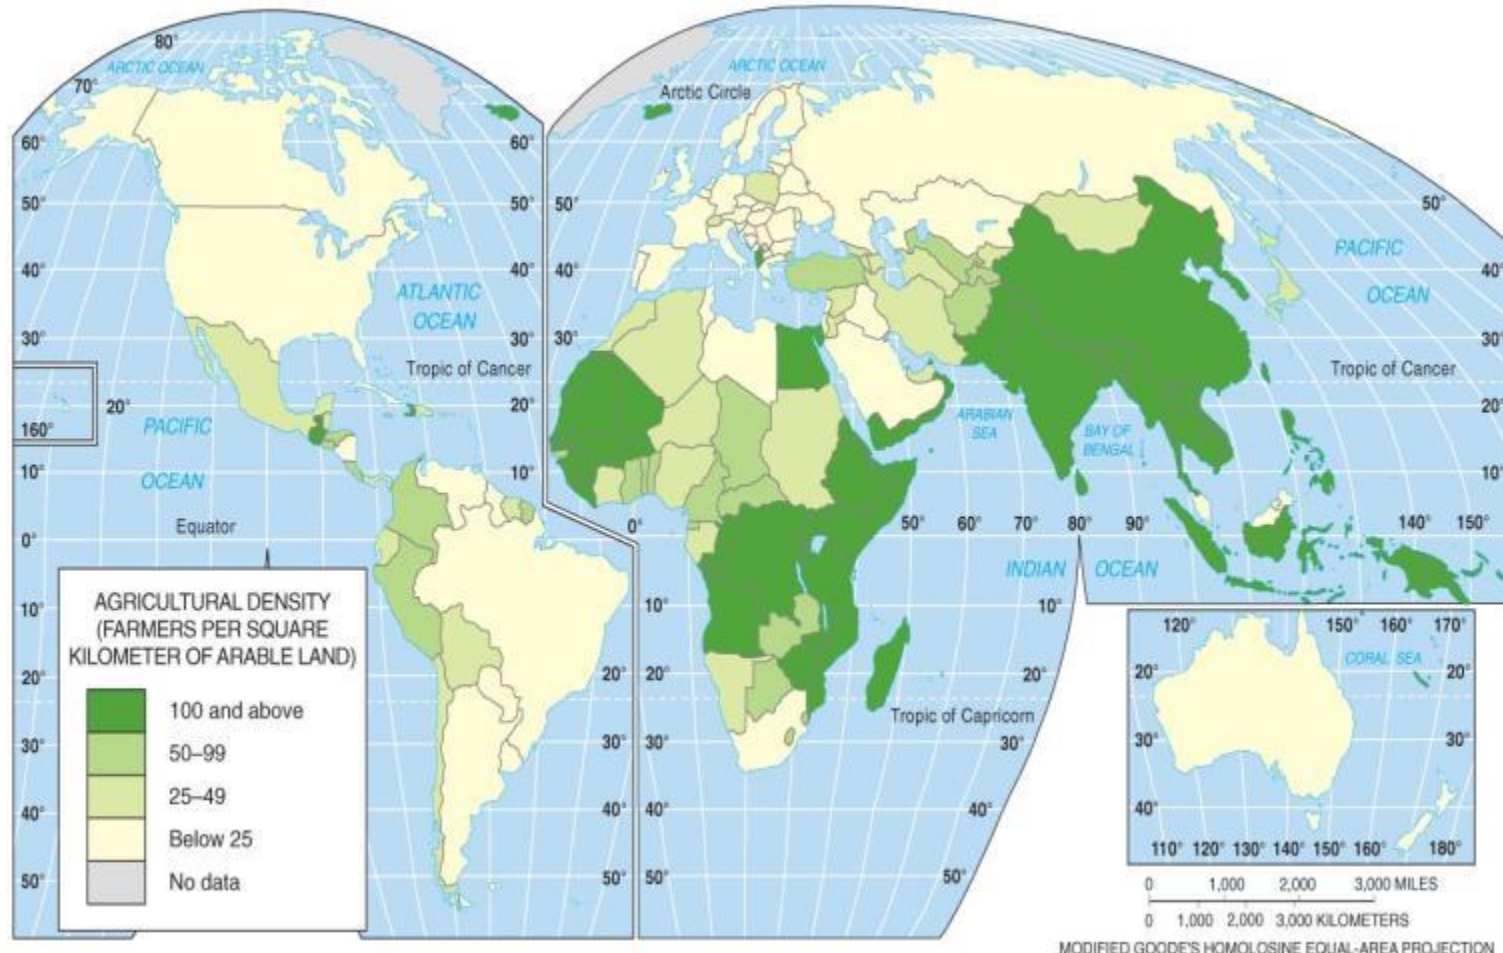 80°
ARCTIC OCEAN
70°
60°
60°
50°
50°
40°
40°
ATLANTIC
OCEAN
30°
30°
Tropic of Cancer
20°
20°
160°
PACIFIC
OCEAN
10°
10°
Equator
0°
10°
20°
20°
30°
30°
40°
40°
50°
50°
AGRICULTURAL DENSITY
(FARMERS PER SQUARE
KILOMETER OF ARABLE LAND)
100 and above
50–99
25–49
Below 25
No data
ARCTIC OCEAN
Arctic Circle
60°
50°
50°
40°
40°
30°
30°
PACIFIC
OCEAN
Tropic of Cancer
20°
10°
ARABIAN
SEA
BAY OF
BENGAL
0°
50°
60°
70°
80°
90°
140°
150°
INDIAN
OCEAN
10°
10°
20°
20°
Tropic of Capricorn
30°
30°
40°
40°
50°
50°
120°
150°
160°
170°
CORAL SEA
20°
20°
30°
30°
40°
110°
120°
130°
140°
150°
160°
180°
0 1,000 2,000 3,000 MILES
0 1,000 2,000 3,000 KILOMETERS
MODIFIED GOODE'S HOMOLOSINE EQUAL-AREA PROJECTION